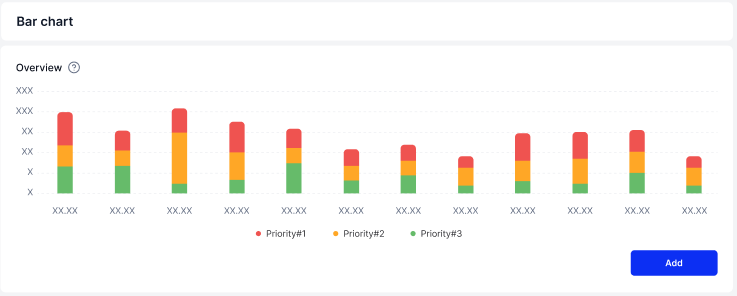 Bar chart
Overview ?
XXX
XXX
XX
XX
X
X
XX.XX XX.XX XX.XX XX.XX XX.XX XX.XX XX.XX XX.XX XX.XX XX.XX XX.XX XX.XX
Priority#1 Priority#2 Priority#3
Add